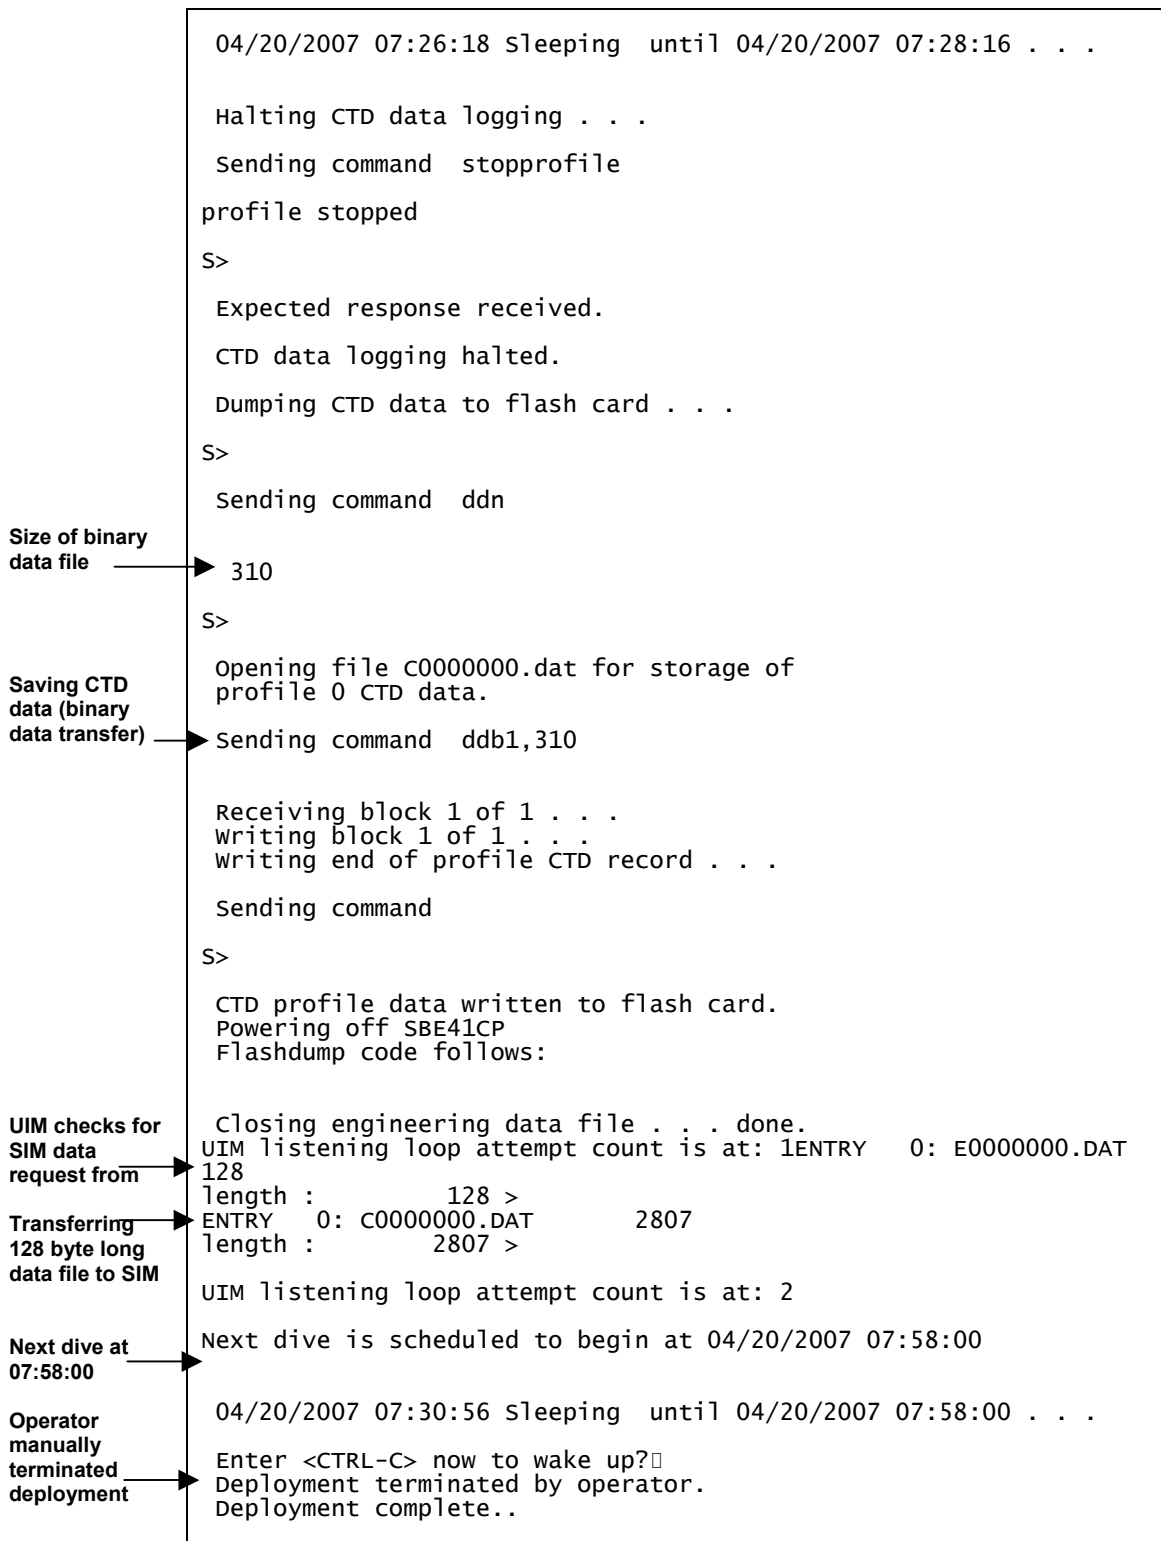 04/20/2007 07:26:18 Sleeping  until 04/20/2007 07:28:16 . . .
Halting CTD data logging . . .
Sending command  stopprofile
profile stopped
S>
Expected response received.
CTD data logging halted.
Dumping CTD data to flash card . . .
S>
Sending command  ddn
Size of binary
data file
310
S>
Opening file C0000000.dat for storage of
profile 0 CTD data.
Saving CTD
data (binary
data transfer)
Sending command  ddb1,310
Receiving block 1 of 1 . . .
Writing block 1 of 1 . . .
Writing end of profile CTD record . . .
Sending command
S>
CTD profile data written to flash card.
Powering off SBE41CP
Flashdump code follows:
Closing engineering data file . . . done.
UIM checks for
SIM data
request from
UIM listening loop attempt count is at: 1ENTRY   0: E0000000.DAT
128
length :         128 >
Transferring
128 byte long
data file to SIM
ENTRY   0: C0000000.DAT       2807
length :        2807 >
UIM listening loop attempt count is at: 2
Next dive at
07:58:00
Next dive is scheduled to begin at 04/20/2007 07:58:00
04/20/2007 07:30:56 Sleeping  until 04/20/2007 07:58:00 . . .
Operator
manually
terminated
deployment
Enter <CTRL-C> now to wake up?▯
Deployment terminated by operator.
Deployment complete..